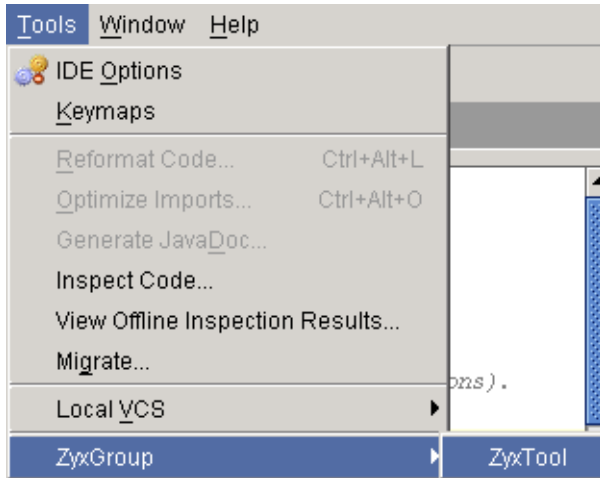 Tools Window Help
IDE Options
Keymaps
Reformat Code... Ctrl+Alt+L
Optimize Imports... Ctrl+Alt+O
Generate JavaDoc...
Inspect Code...
View Offline Inspection Results...
Migrate...
ons).
Local VCS
ZyxGroup ZyxTool